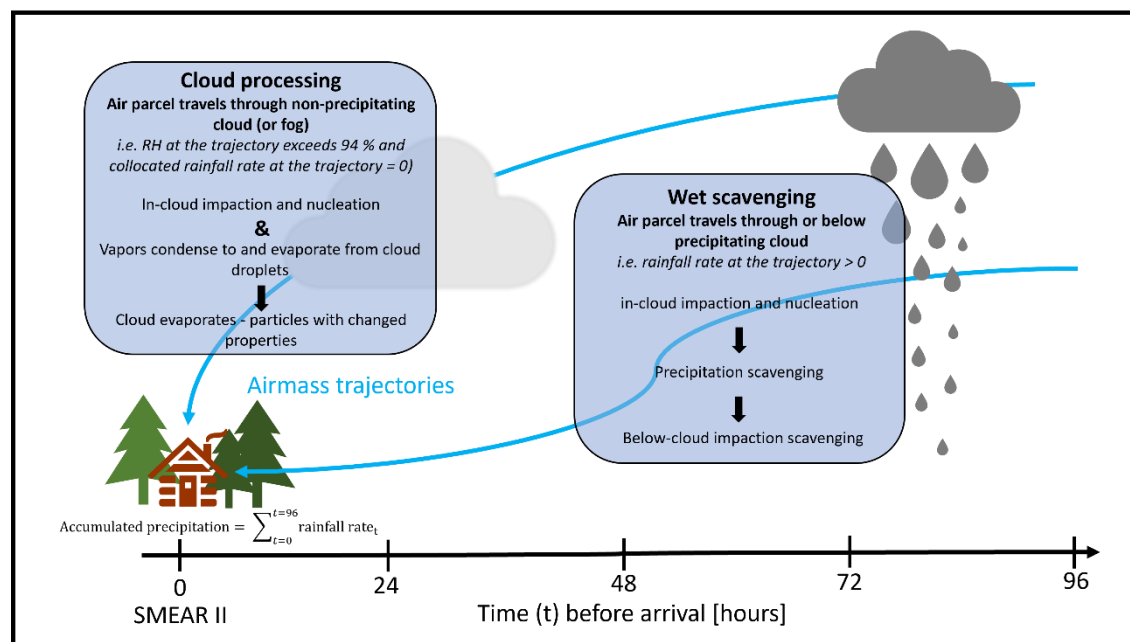 Cloud processing
Air parcel travels through non-precipitating
cloud (or fog)
i.e. RH at the trajectory exceeds 94 % and
collocated rainfall rate at the trajectory = 0)
In-cloud impaction and nucleation
&
Vapors condense to and evaporate from cloud
droplets
Cloud evaporates - particles with changed
properties
Wet scavenging
Air parcel travels through or below
precipitating cloud
i.e. rainfall rate at the trajectory > 0
in-cloud impaction and nucleation
Precipitation scavenging
Below-cloud impaction scavenging
Airmass trajectories
Accumulated precipitation = ∑_{t=0}^{t=96} rainfall rate_t
0
24
48
72
96
SMEAR II
Time (t) before arrival [hours]